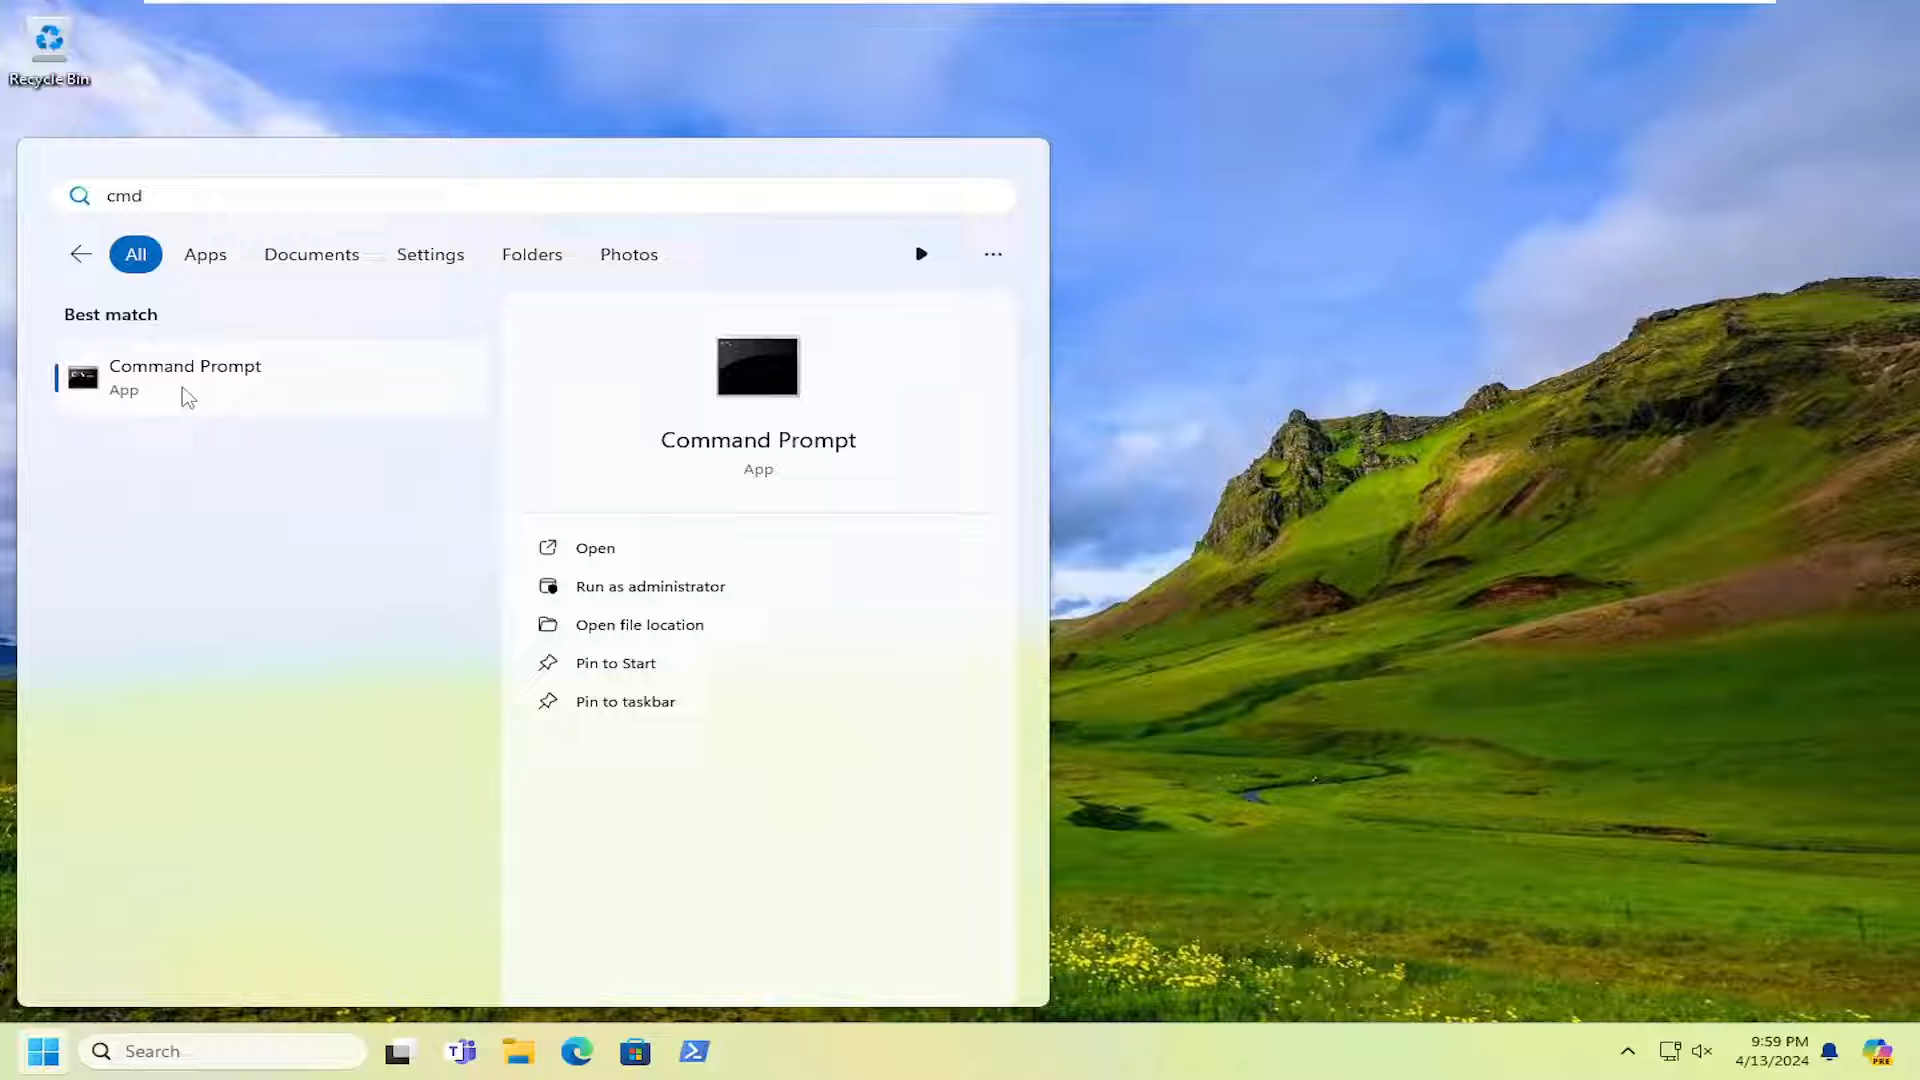 Recycle Bin
cmd
All Apps Documents Settings Folders Photos
Best match
Command Prompt
App
Command Prompt
App
Open
Run as administrator
Open file location
Pin to Start
Pin to taskbar
Search
9:59 PM
4/13/2024
PRE